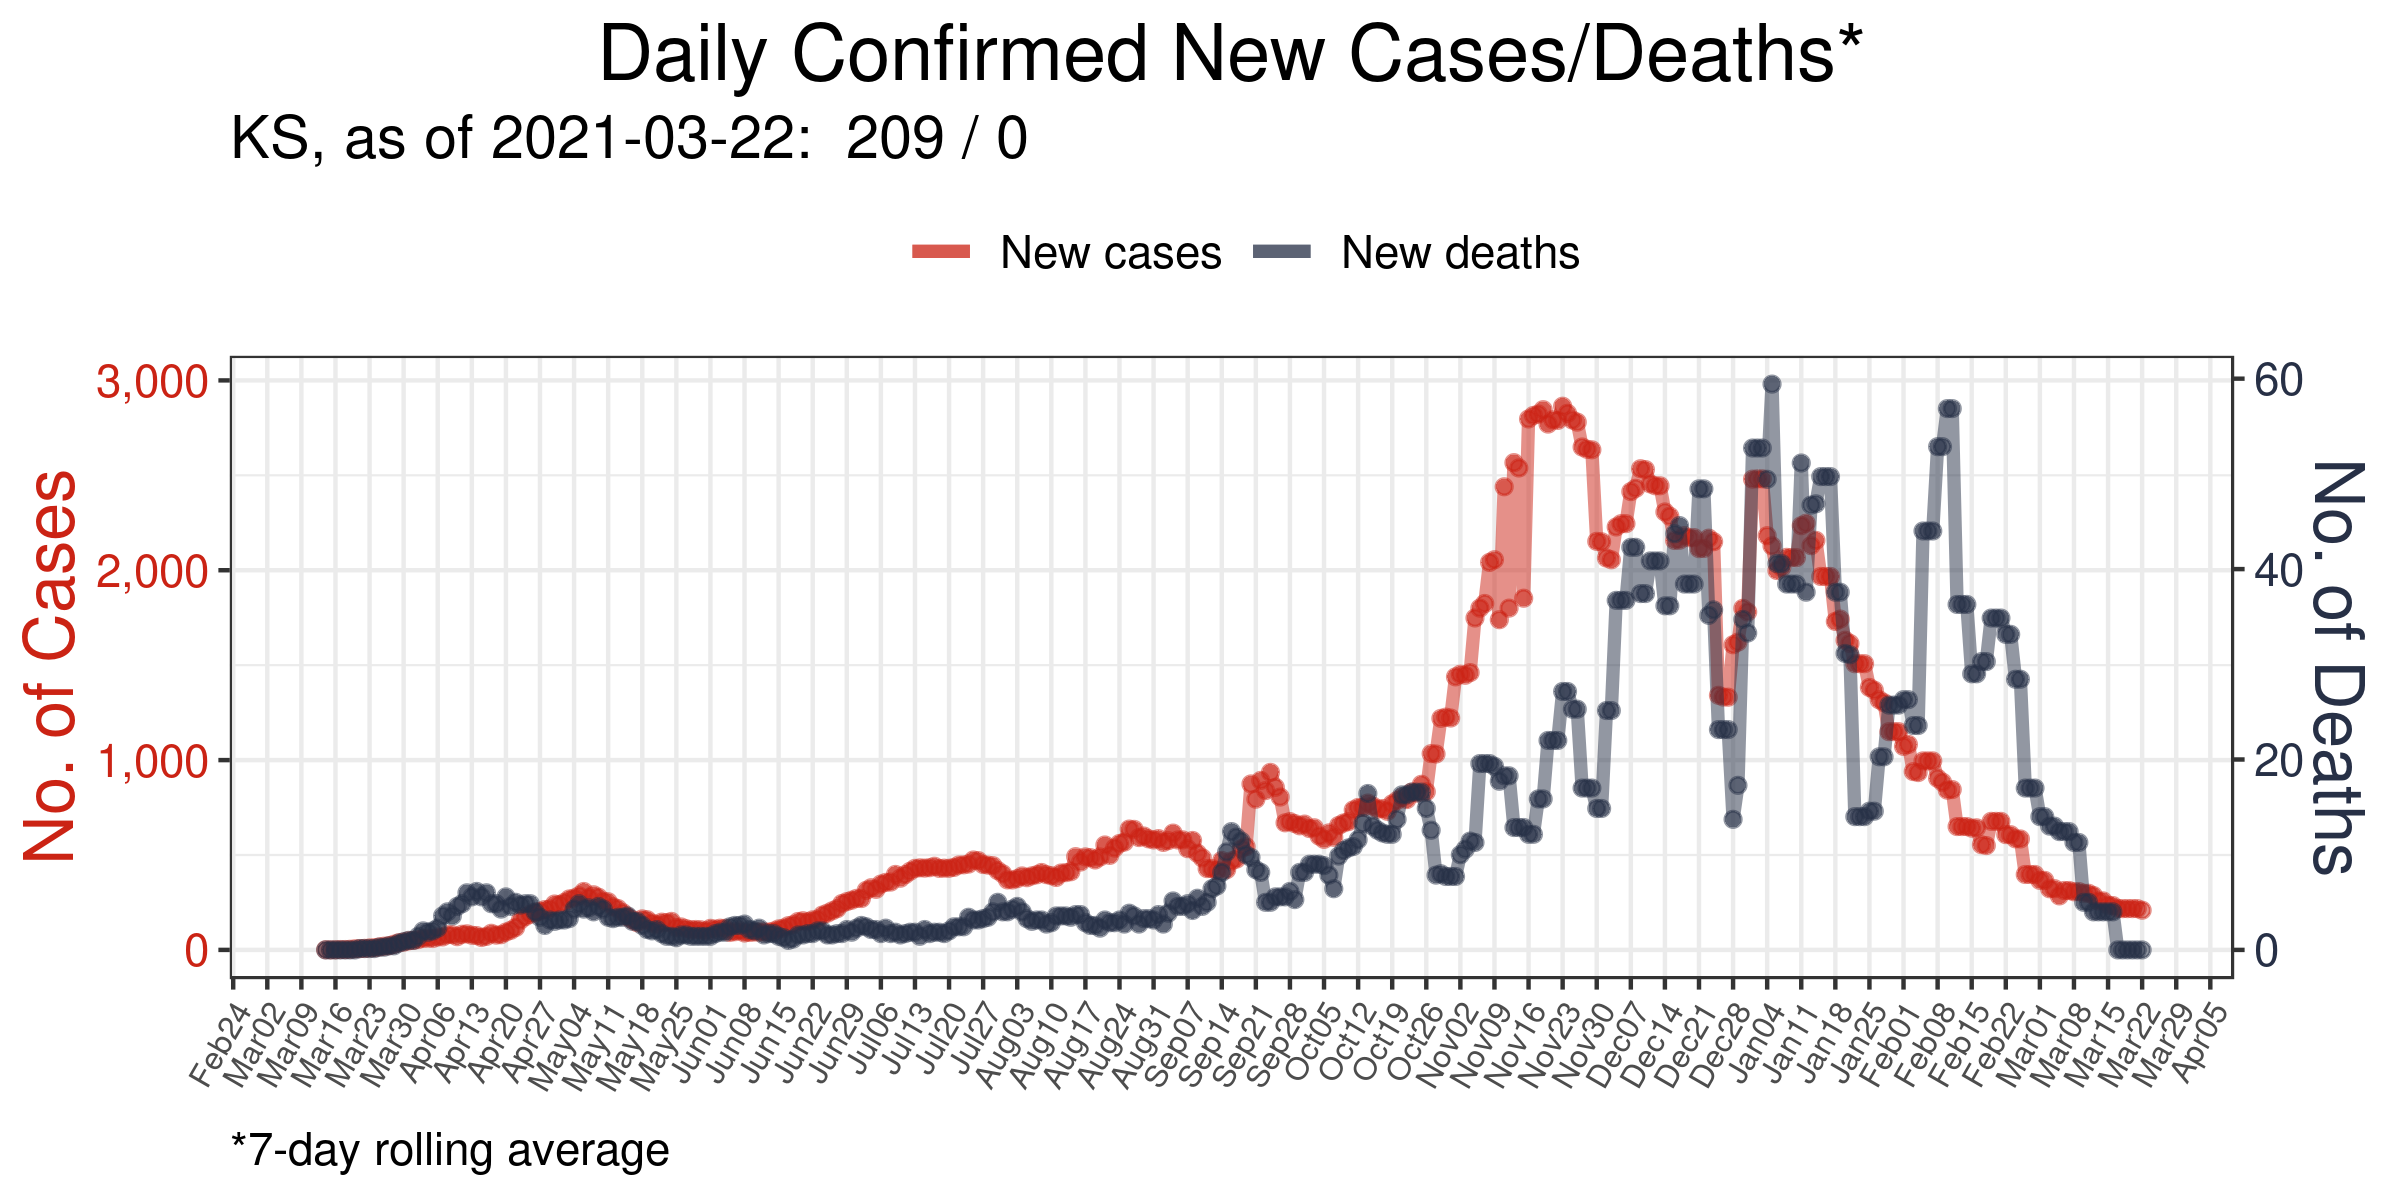 Daily Confirmed New Cases/Deaths*
KS, as of 2021-03-22:  209 / 0
New cases
New deaths
No. of Cases
3,000
2,000
1,000
0
60
40
20
0
No. of Deaths
Feb24
Mar02
Mar09
Mar16
Mar23
Mar30
Apr06
Apr13
Apr20
Apr27
May04
May11
May18
May25
Jun01
Jun08
Jun15
Jun22
Jun29
Jul06
Jul13
Jul20
Jul27
Aug03
Aug10
Aug17
Aug24
Aug31
Sep07
Sep14
Sep21
Sep28
Oct05
Oct12
Oct19
Oct26
Nov02
Nov09
Nov16
Nov23
Nov30
Dec07
Dec14
Dec21
Dec28
Jan04
Jan11
Jan18
Jan25
Feb01
Feb08
Feb15
Feb22
Mar01
Mar08
Mar15
Mar22
Mar29
Apr05
*7-day rolling average